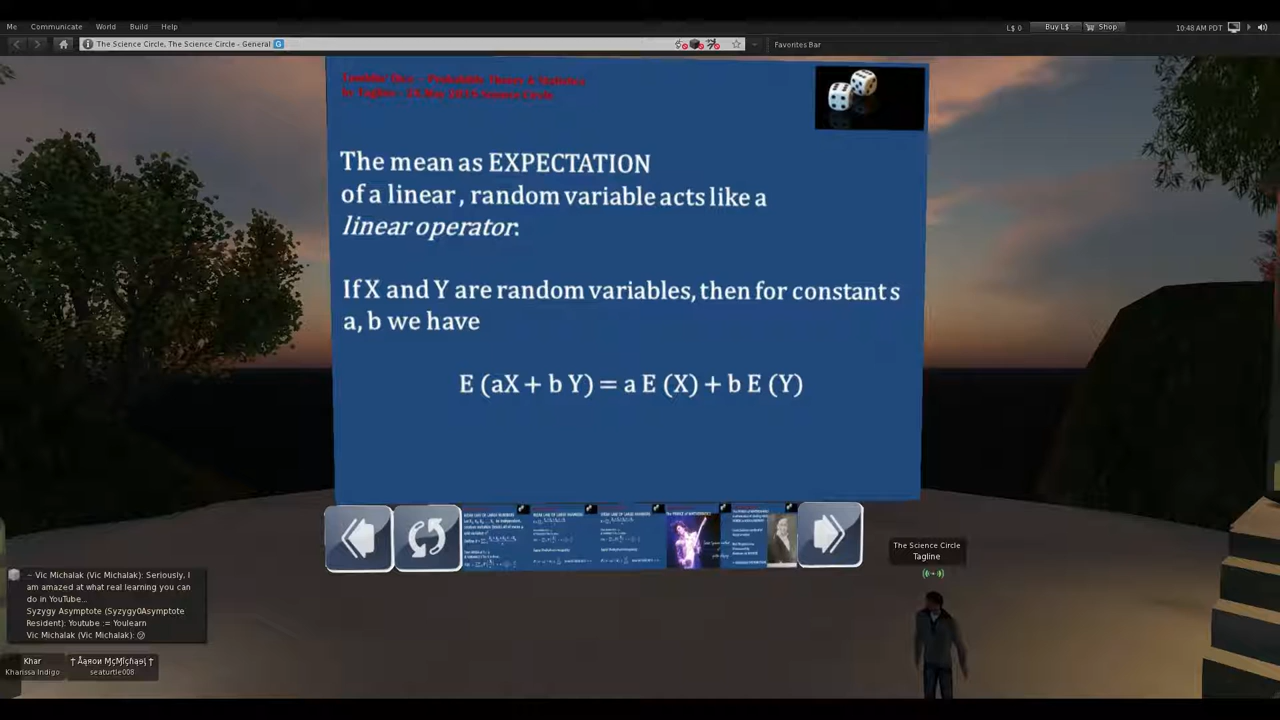 Me Communicate World Build Help
L$ 0 Buy L$ Shop 10:48 AM PDT
The Science Circle, The Science Circle - General G
Favorites Bar
The mean as EXPECTATION
of a linear , random variable acts like a
linear operator:
If X and Y are random variables, then for constant s
a, b we have
E (aX + b Y) = a E (X) + b E (Y)
The Science Circle
Tagline
~ Vic Michalak (Vic Michalak): Seriously, I
am amazed at what real learning you can
do in YouTube...
Syzygy Asymptote (Syzygy0Asymptote
Resident): Youtube := Youlearn
Vic Michalak (Vic Michalak):
Khar
Kharissa Indigo
seaturtle008